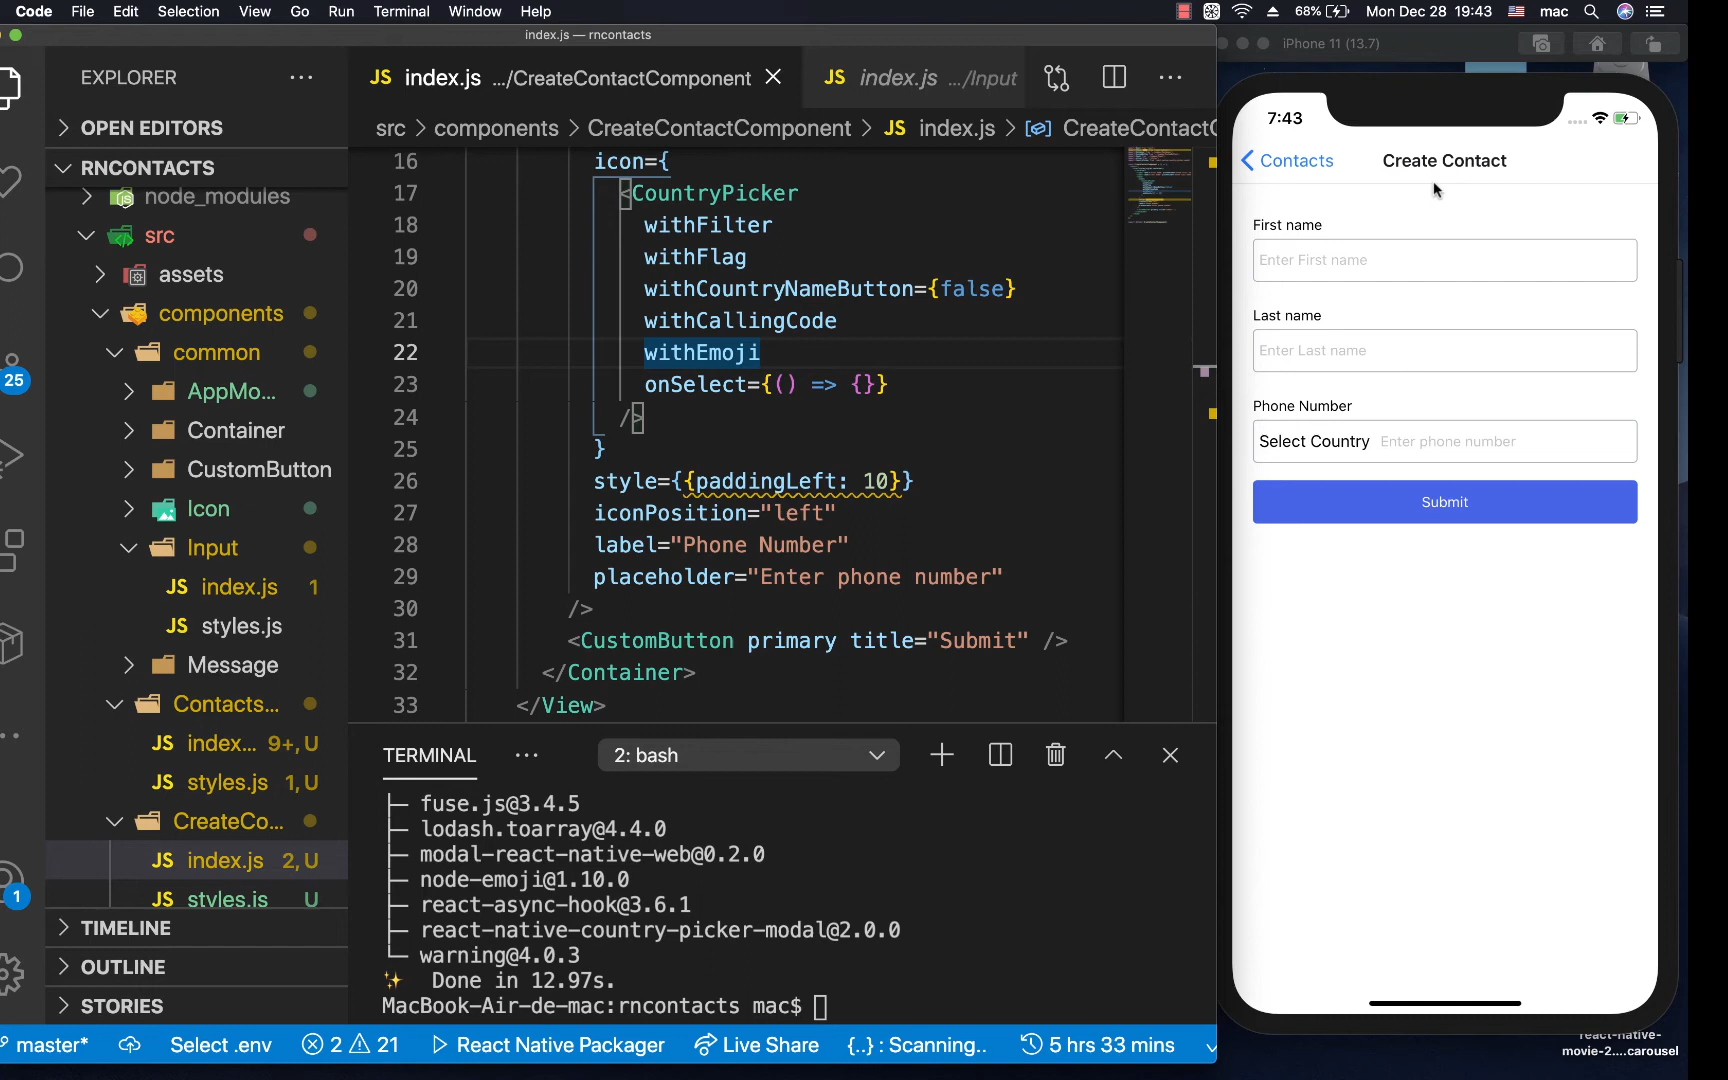 Code File Edit Selection View Go Run Terminal Window Help
68% Mon Dec 28 19:43 mac
index.js — rncontacts
EXPLORER
OPEN EDITORS
RNCONTACTS
node_modules
src
assets
components
common
AppMo...
Container
CustomButton
Icon
Input
JS index.js 1
JS styles.js
Message
Contacts...
JS index... 9+, U
JS styles.js 1, U
CreateCo...
JS index.js 2, U
JS styles.js U
TIMELINE
OUTLINE
STORIES
25
1
JS index.js .../CreateContactComponent
JS index.js .../Input
src > components > CreateContactComponent > JS index.js > CreateContactC
16 icon={
17 <CountryPicker
18 withFilter
19 withFlag
20 withCountryNameButton={false}
21 withCallingCode
22 withEmoji
23 onSelect={() => {}}
24 />
25 }
26 style={{paddingLeft: 10}}
27 iconPosition="left"
28 label="Phone Number"
29 placeholder="Enter phone number"
30 />
31 <CustomButton primary title="Submit" />
32 </Container>
33 </View>
TERMINAL
2: bash
├─ fuse.js@3.4.5
├─ lodash.toarray@4.4.0
├─ modal-react-native-web@0.2.0
├─ node-emoji@1.10.0
├─ react-async-hook@3.6.1
├─ react-native-country-picker-modal@2.0.0
└─ warning@4.0.3
✨ Done in 12.97s.
MacBook-Air-de-mac:rncontacts mac$
master* Select .env 2 21 React Native Packager Live Share {..} : Scanning.. 5 hrs 33 mins
iPhone 11 (13.7)
7:43
Contacts
Create Contact
First name
Enter First name
Last name
Enter Last name
Phone Number
Select Country Enter phone number
Submit
react-native-
movie-2....carousel